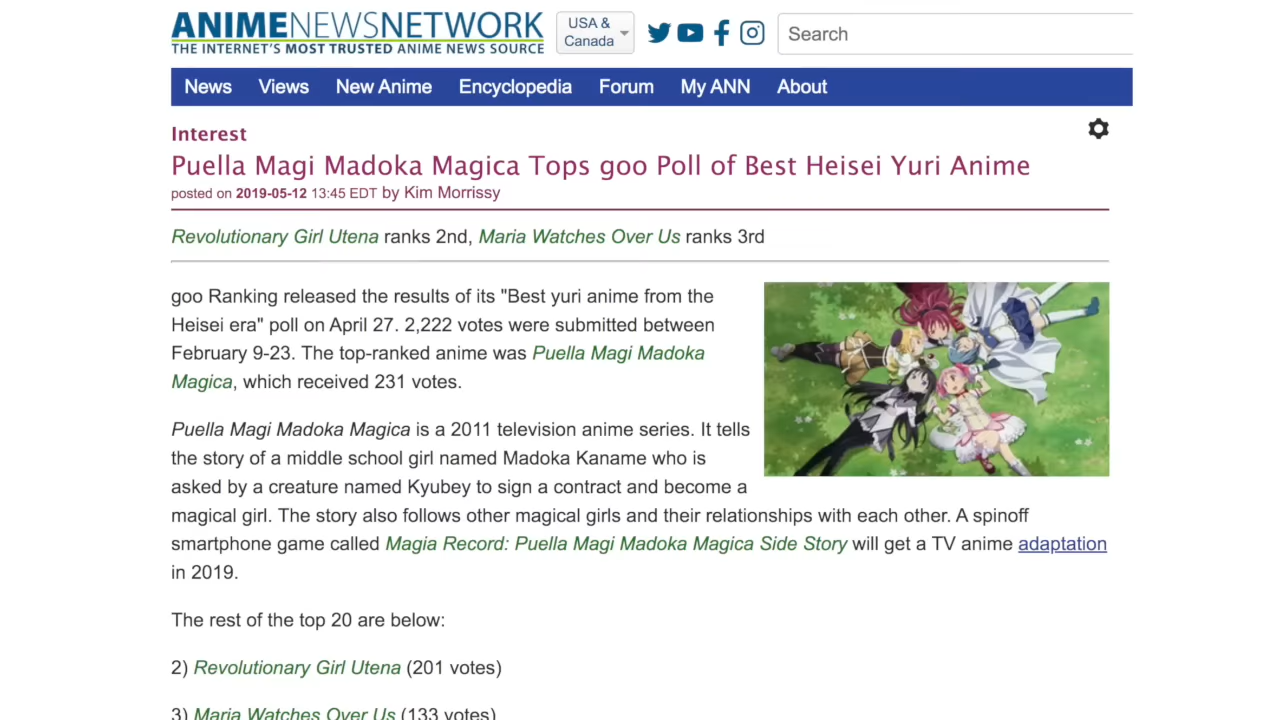 ANIMENEWSNETWORK
THE INTERNET'S MOST TRUSTED ANIME NEWS SOURCE
USA &
Canada
Search
News Views New Anime Encyclopedia Forum My ANN About
Interest
Puella Magi Madoka Magica Tops goo Poll of Best Heisei Yuri Anime
posted on 2019-05-12 13:45 EDT by Kim Morrissy
Revolutionary Girl Utena ranks 2nd, Maria Watches Over Us ranks 3rd
goo Ranking released the results of its "Best yuri anime from the
Heisei era" poll on April 27. 2,222 votes were submitted between
February 9-23. The top-ranked anime was Puella Magi Madoka
Magica, which received 231 votes.
Puella Magi Madoka Magica is a 2011 television anime series. It tells
the story of a middle school girl named Madoka Kaname who is
asked by a creature named Kyubey to sign a contract and become a
magical girl. The story also follows other magical girls and their relationships with each other. A spinoff
smartphone game called Magia Record: Puella Magi Madoka Magica Side Story will get a TV anime adaptation
in 2019.
The rest of the top 20 are below:
2) Revolutionary Girl Utena (201 votes)
3) Maria Watches Over Us (133 votes)